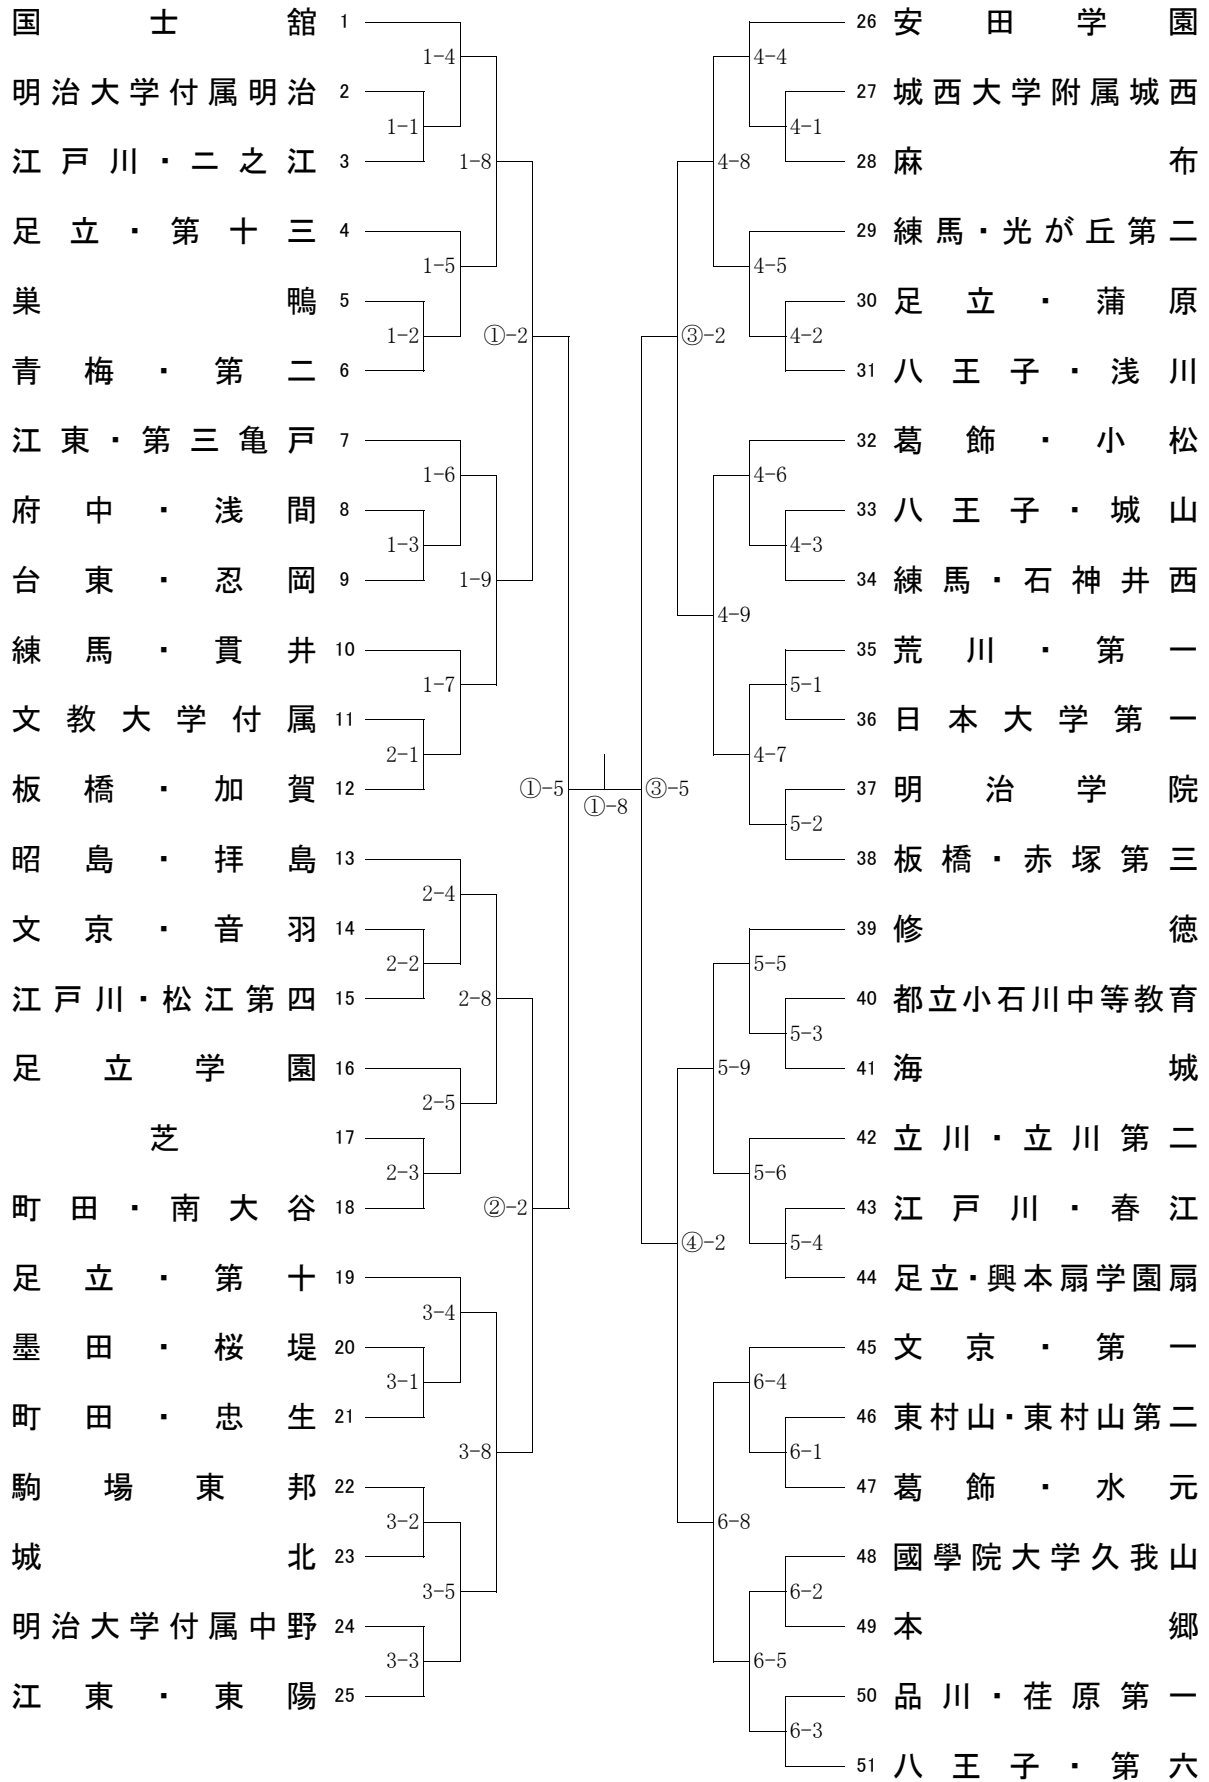 国士舘 1
明治大学付属明治 2
江戸川・二之江 3
足立・第十三 4
巣鴨 5
青梅・第二 6
江東・第三亀戸 7
府中・浅間 8
台東・忍岡 9
練馬・貫井 10
文教大学付属 11
板橋・加賀 12
昭島・拝島 13
文京・音羽 14
江戸川・松江第四 15
足立学園 16
芝 17
町田・南大谷 18
足立・第十 19
墨田・桜堤 20
町田・忠生 21
駒場東邦 22
城北 23
明治大学付属中野 24
江東・東陽 25
1-4
1-1
1-8
1-5
1-2
①-2
1-6
1-3
1-9
1-7
2-1
①-5
2-4
2-2
2-8
2-5
2-3
②-2
3-4
3-1
3-8
3-2
3-5
3-3
①-8
③-5
4-4
4-1
4-8
4-5
4-2
③-2
4-6
4-3
4-9
5-1
4-7
5-2
5-5
5-3
5-9
5-6
5-4
④-2
6-4
6-1
6-8
6-2
6-5
6-3
26 安田学園
27 城西大学附属城西
28 麻布
29 練馬・光が丘第二
30 足立・蒲原
31 八王子・浅川
32 葛飾・小松
33 八王子・城山
34 練馬・石神井西
35 荒川・第一
36 日本大学第一
37 明治学院
38 板橋・赤塚第三
39 修徳
40 都立小石川中等教育
41 海城
42 立川・立川第二
43 江戸川・春江
44 足立・興本扇学園扇
45 文京・第一
46 東村山・東村山第二
47 葛飾・水元
48 國學院大学久我山
49 本郷
50 品川・荏原第一
51 八王子・第六